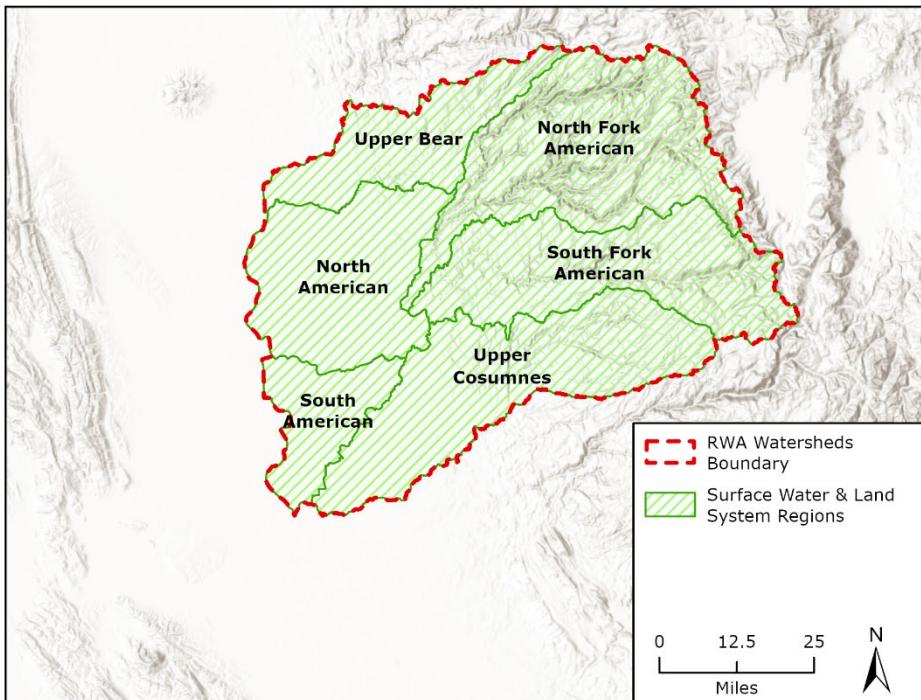 Upper Bear
North Fork
American
North
American
South Fork
American
Upper
Cosumnes
South
American
RWA Watersheds
Boundary
Surface Water & Land
System Regions
N
0 12.5 25
Miles